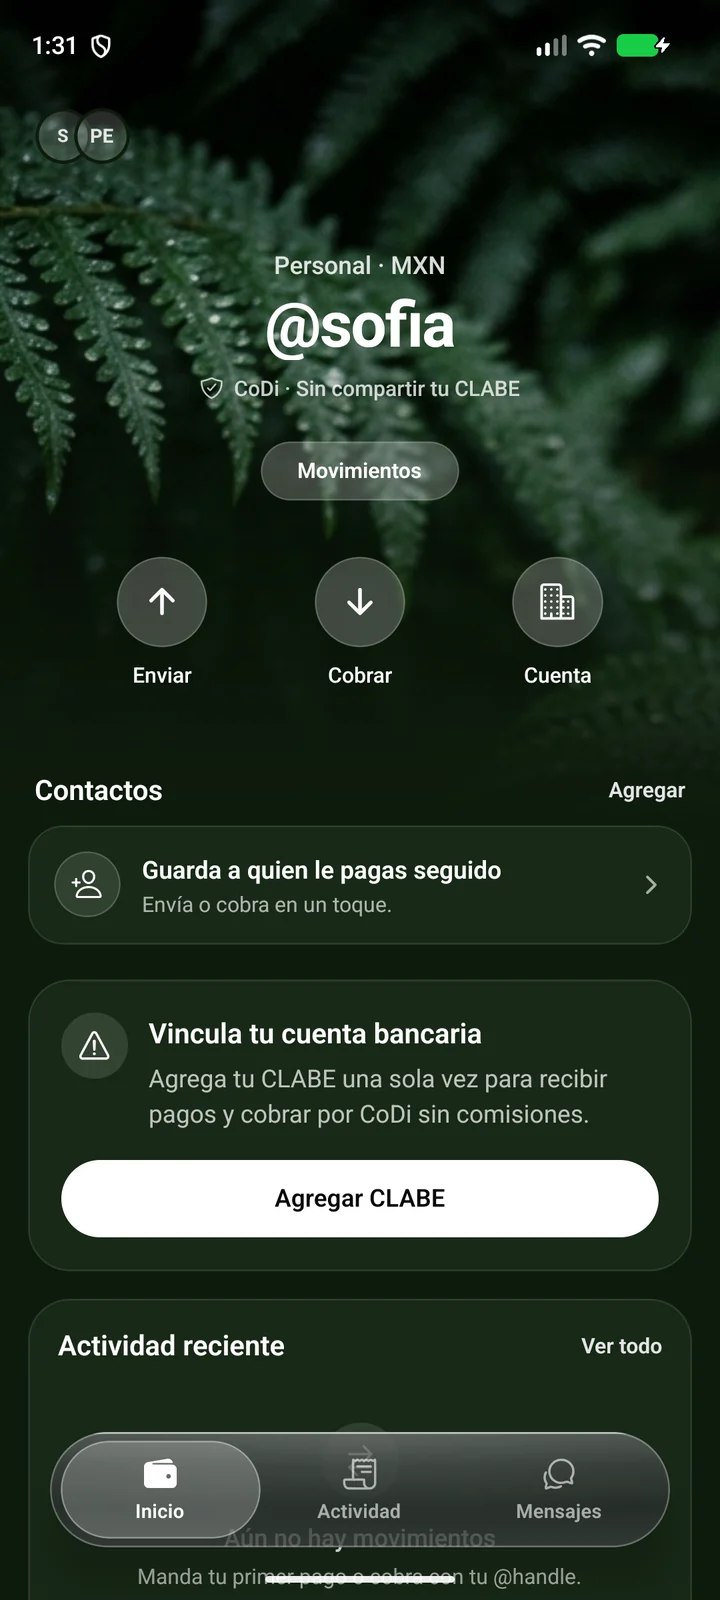 1:31
S PE
Personal · MXN
@sofia
CoDi · Sin compartir tu CLABE
Movimientos
Enviar Cobrar Cuenta
Contactos Agregar
Guarda a quien le pagas seguido
Envía o cobra en un toque.
Vincula tu cuenta bancaria
Agrega tu CLABE una sola vez para recibir
pagos y cobrar por CoDi sin comisiones.
Agregar CLABE
Actividad reciente Ver todo
Inicio Actividad Mensajes
Aún no hay movimientos
Manda tu primer pago o cobra con tu @handle.